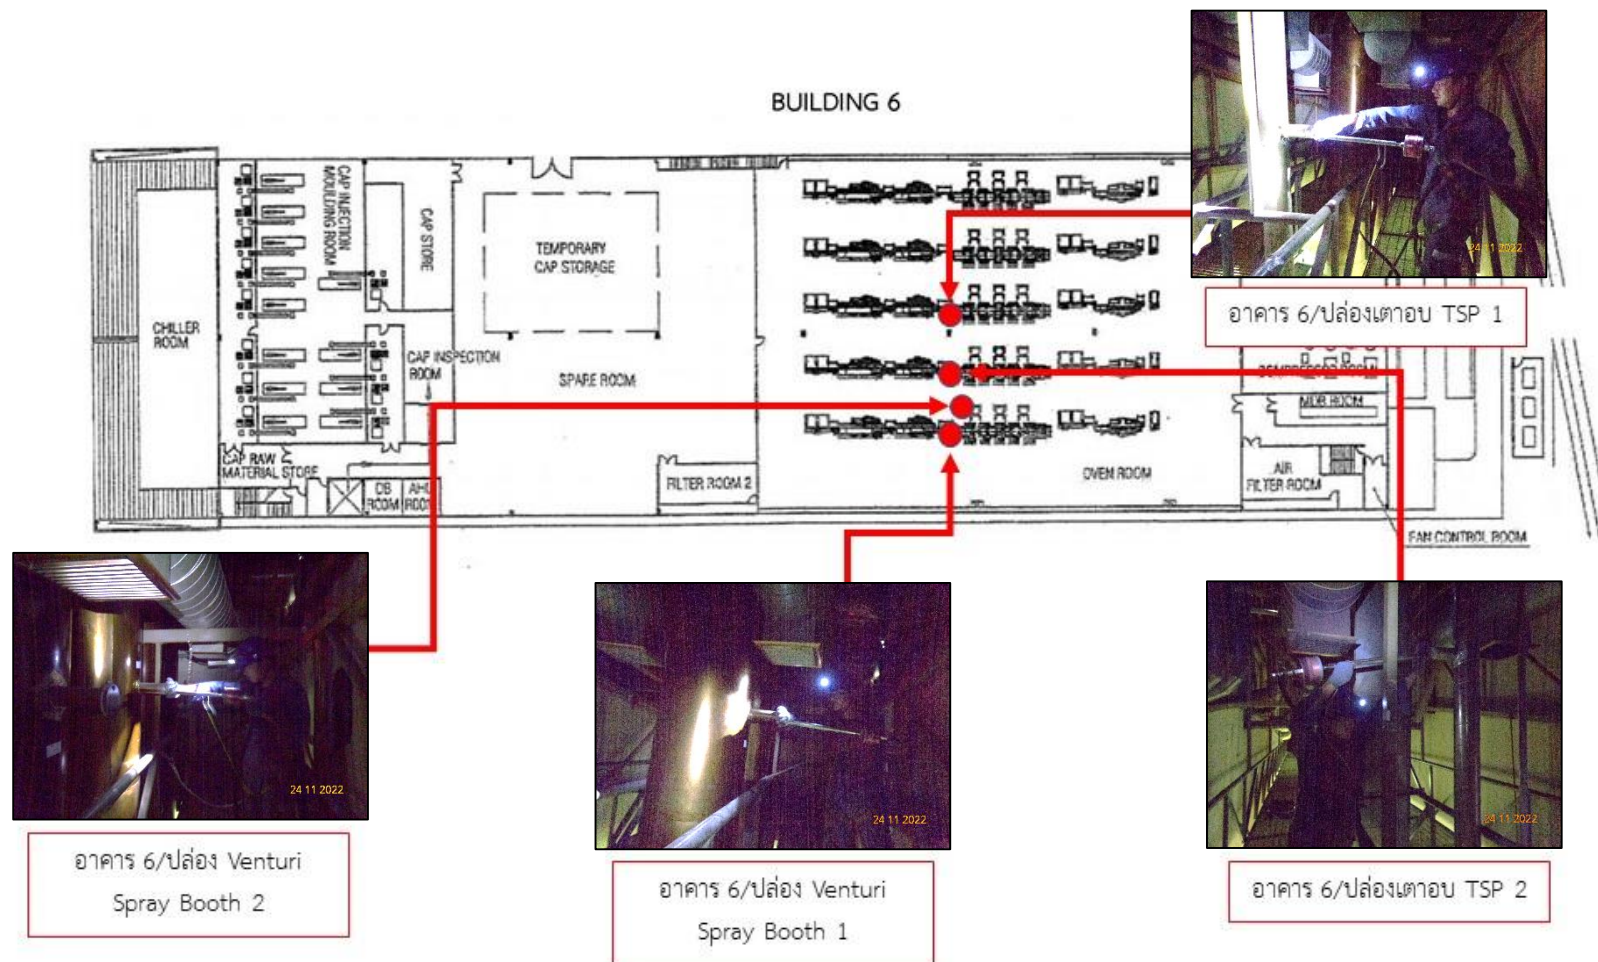 BUILDING 6
24 11 2022
อาคาร 6/ปล่องเตาอบ TSP 1
CAP INJECTION
MOULDING ROOM
CAP STORE
TEMPORARY
CAP STORAGE
CHILLER
ROOM
CAP INSPECTION
ROOM
SPARE ROOM
COMPRESSOR ROOM
MDB ROOM
CAP RAW
MATERIAL STORE
DB
ROOM
AHU
ROOM
FILTER ROOM 2
OVEN ROOM
AIR
FILTER ROOM
FAN CONTROL ROOM
24 11 2022
อาคาร 6/ปล่อง Venturi
Spray Booth 2
24 11 2022
อาคาร 6/ปล่อง Venturi
Spray Booth 1
24 11 2022
อาคาร 6/ปล่องเตาอบ TSP 2